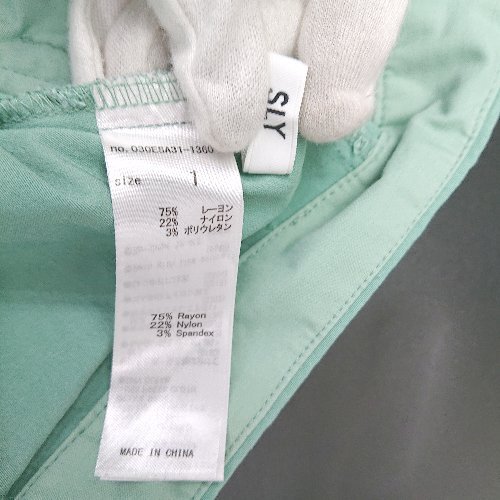 SLY
no. 030ESA31-1360
size 1
75% レーヨン
22% ナイロン
3% ポリウレタン
75% Rayon
22% Nylon
3% Spandex
MADE IN CHINA